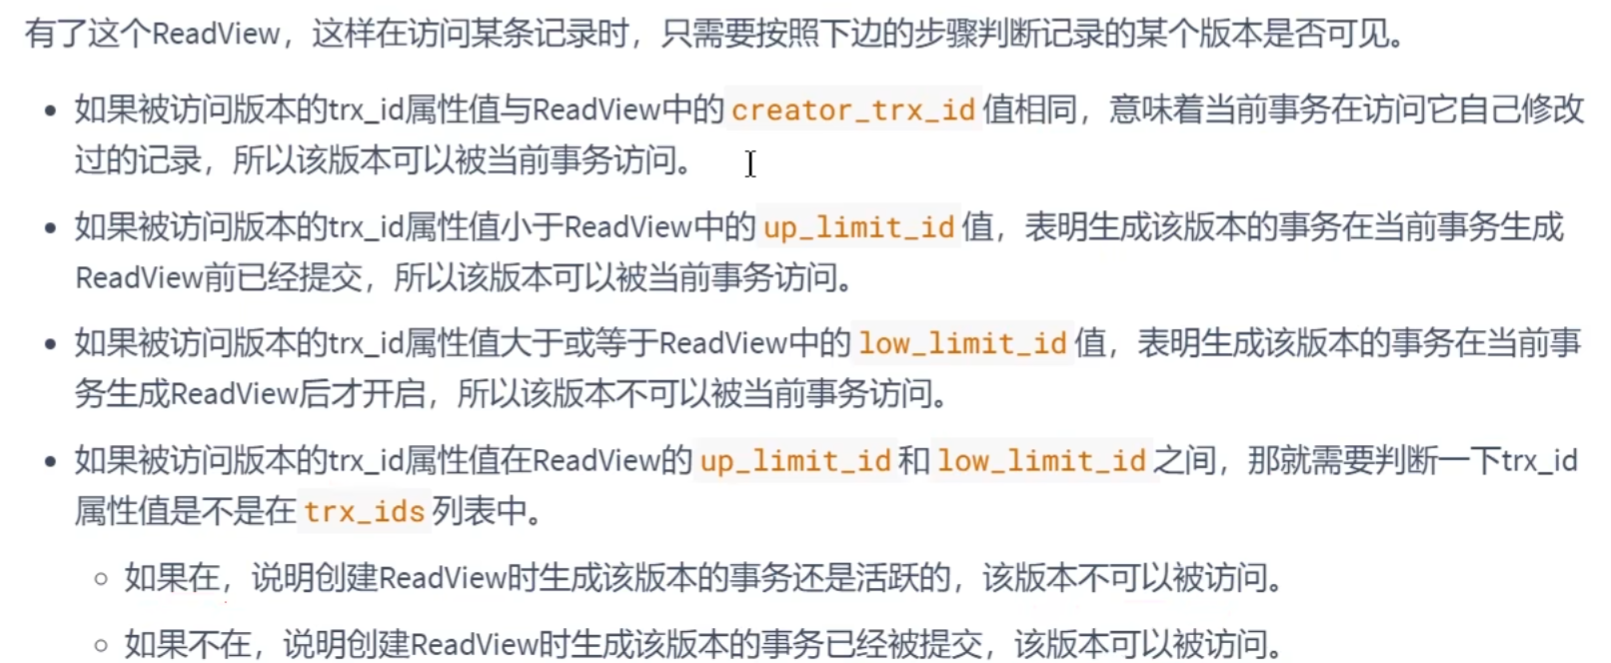 有了这个ReadView，这样在访问某条记录时，只需要按照下边的步骤判断记录的某个版本是否可见。
如果被访问版本的trx_id属性值与ReadView中的 creator_trx_id 值相同，意味着当前事务在访问它自己修改
过的记录，所以该版本可以被当前事务访问。
如果被访问版本的trx_id属性值小于ReadView中的 up_limit_id 值，表明生成该版本的事务在当前事务生成
ReadView前已经提交，所以该版本可以被当前事务访问。
如果被访问版本的trx_id属性值大于或等于ReadView中的 low_limit_id 值，表明生成该版本的事务在当前事
务生成ReadView后才开启，所以该版本不可以被当前事务访问。
如果被访问版本的trx_id属性值在ReadView的 up_limit_id 和 low_limit_id 之间，那就需要判断一下trx_id
属性值是不是在 trx_ids 列表中。
如果在，说明创建ReadView时生成该版本的事务还是活跃的，该版本不可以被访问。
如果不在，说明创建ReadView时生成该版本的事务已经被提交，该版本可以被访问。